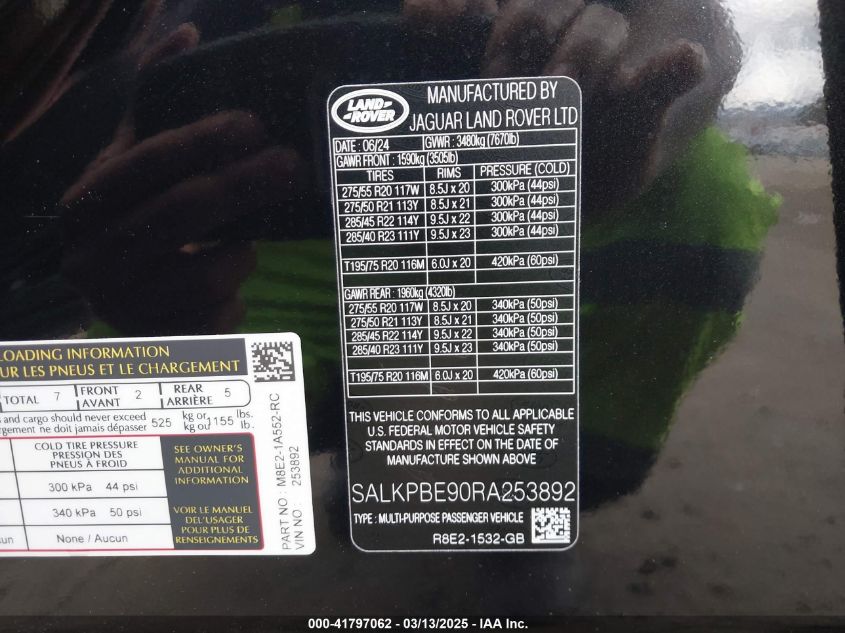 LAND
ROVER
MANUFACTURED BY
JAGUAR LAND ROVER LTD
DATE : 06/24 GVWR : 3480kg (7670lb)
GAWR FRONT : 1590kg (3505lb)
TIRES RIMS PRESSURE (COLD)
275/55 R20 117W 8.5J x 20 300kPa (44psi)
275/50 R21 113Y 8.5J x 21 300kPa (44psi)
285/45 R22 114Y 9.5J x 22 300kPa (44psi)
285/40 R23 111Y 9.5J x 23 300kPa (44psi)
T195/75 R20 116M 6.0J x 20 420kPa (60psi)
GAWR REAR : 1960kg (4320lb)
275/55 R20 117W 8.5J x 20 340kPa (50psi)
275/50 R21 113Y 8.5J x 21 340kPa (50psi)
285/45 R22 114Y 9.5J x 22 340kPa (50psi)
285/40 R23 111Y 9.5J x 23 340kPa (50psi)
T195/75 R20 116M 6.0J x 20 420kPa (60psi)
THIS VEHICLE CONFORMS TO ALL APPLICABLE
U.S. FEDERAL MOTOR VEHICLE SAFETY
STANDARDS IN EFFECT ON THE DATE OF
MANUFACTURE SHOWN ABOVE
SALKPBE90RA253892
TYPE : MULTI-PURPOSE PASSENGER VEHICLE
R8E2-1532-GB
LOADING INFORMATION
UR LES PNEUS ET LE CHARGEMENT
TOTAL 7 FRONT AVANT 2 REAR ARRIÈRE 5
and cargo should never exceed 525 kg or 1155 lbs.
rgement ne doit jamais dépasser kg ou lb.
COLD TIRE PRESSURE
PRESSION DES
PNEUS À FROID
300 kPa 44 psi
340 kPa 50 psi
None / Aucun
SEE OWNER'S
MANUAL FOR
ADDITIONAL
INFORMATION
VOIR LE MANUEL
DE L'USAGER
POUR PLUS DE
RENSEIGNEMENTS
PART NO : M8E2-1A552-RC
VIN NO : 253892
000-41797062 - 03/13/2025 - IAA Inc.